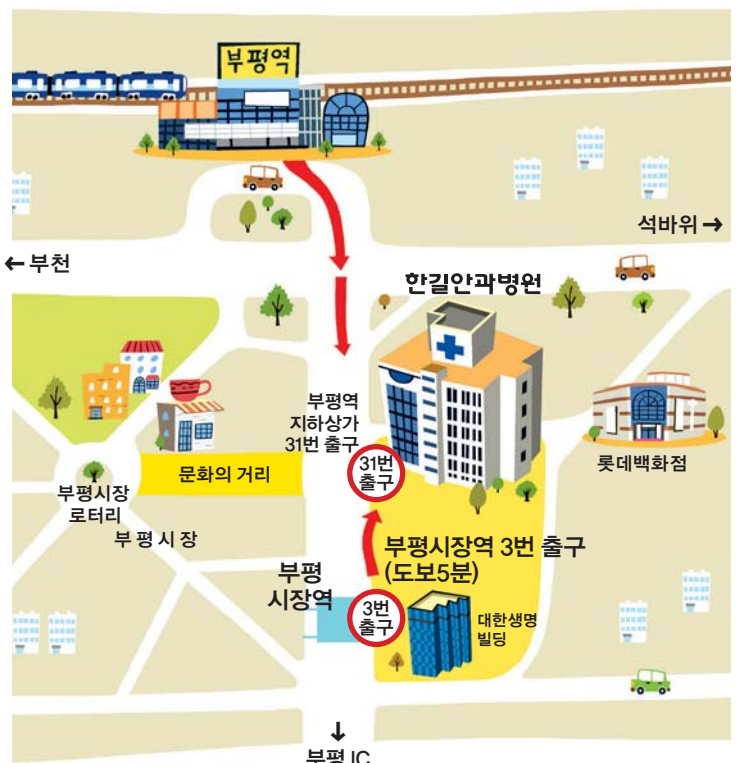 부평역
석바위 →
← 부천
한길안과병원
부평역
지하상가
31번 출구
31번
출구
롯데백화점
문화의 거리
부평시장
로터리
부평시장
부평시장역 3번 출구
(도보5분)
부평
시장역
3번
출구
대한생명
빌딩
↓
부평 IC